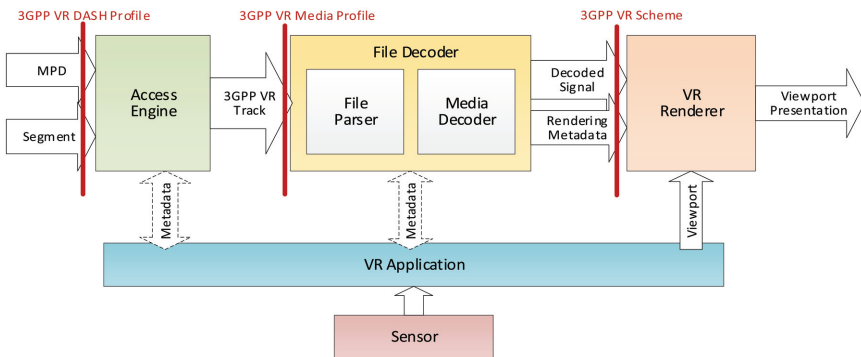 3GPP VR DASH Profile
3GPP VR Media Profile
3GPP VR Scheme
MPD
Segment
Access
Engine
3GPP VR
Track
File Decoder
File
Parser
Media
Decoder
Decoded
Signal
Rendering
Metadata
VR
Renderer
Viewport
Presentation
Metadata
Metadata
Viewport
VR Application
Sensor